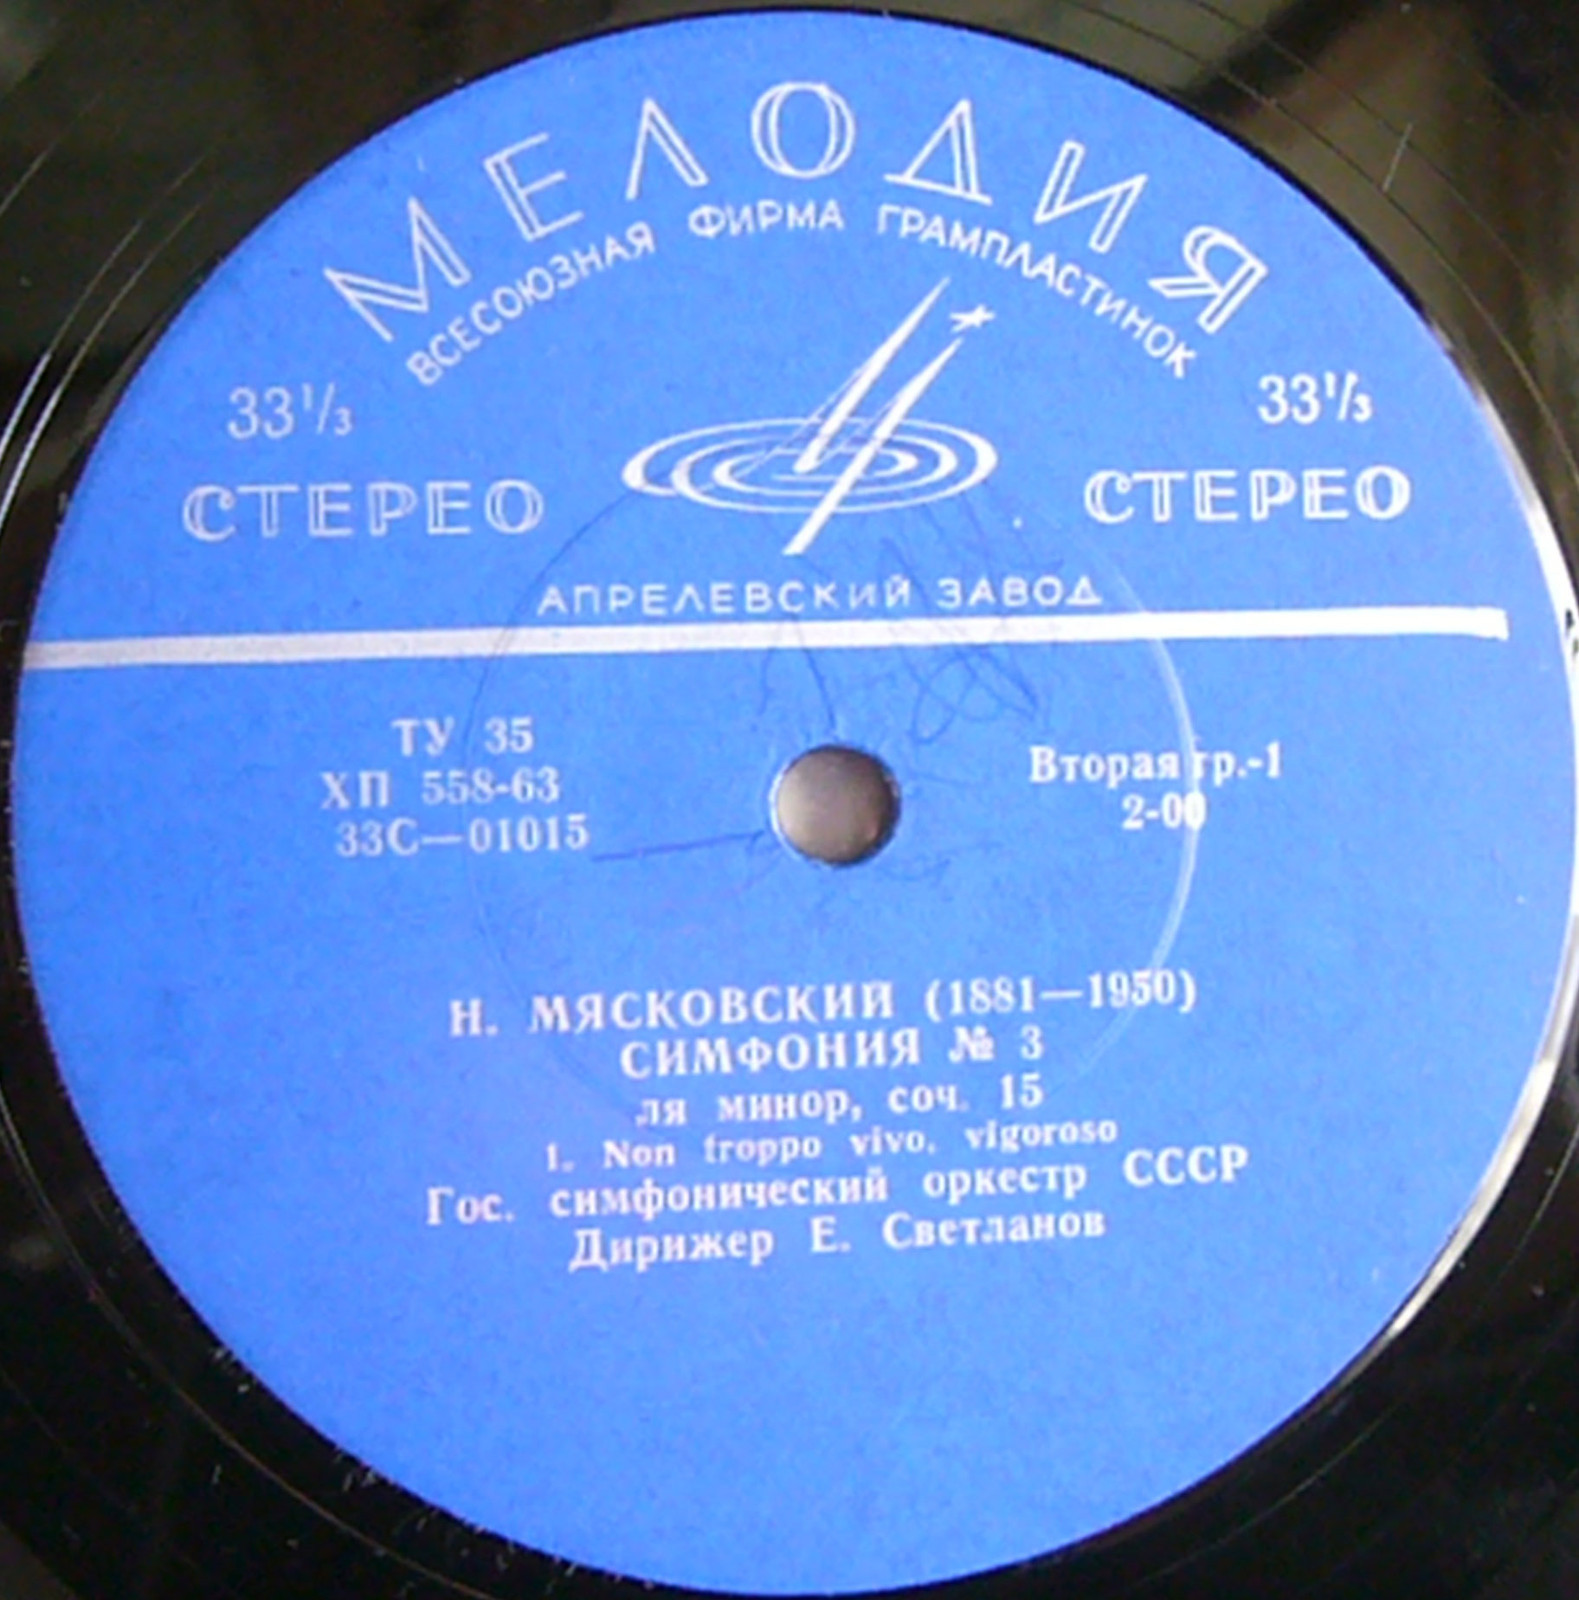 МЕЛОДИЯ
ВСЕСОЮЗНАЯ ФИРМА ГРАМПЛАСТИНОК
33⅓
33⅓
СТЕРЕО
СТЕРЕО
АПРЕЛЕВСКИЙ ЗАВОД
ТУ 35
ХП 558-63
33С—01015
Вторая гр.-1
2-00
Н. МЯСКОВСКИЙ (1881—1950)
СИМФОНИЯ № 3
ля минор, соч. 15
1. Non troppo vivo, vigoroso
Гос. симфонический оркестр СССР
Дирижер Е. Светланов